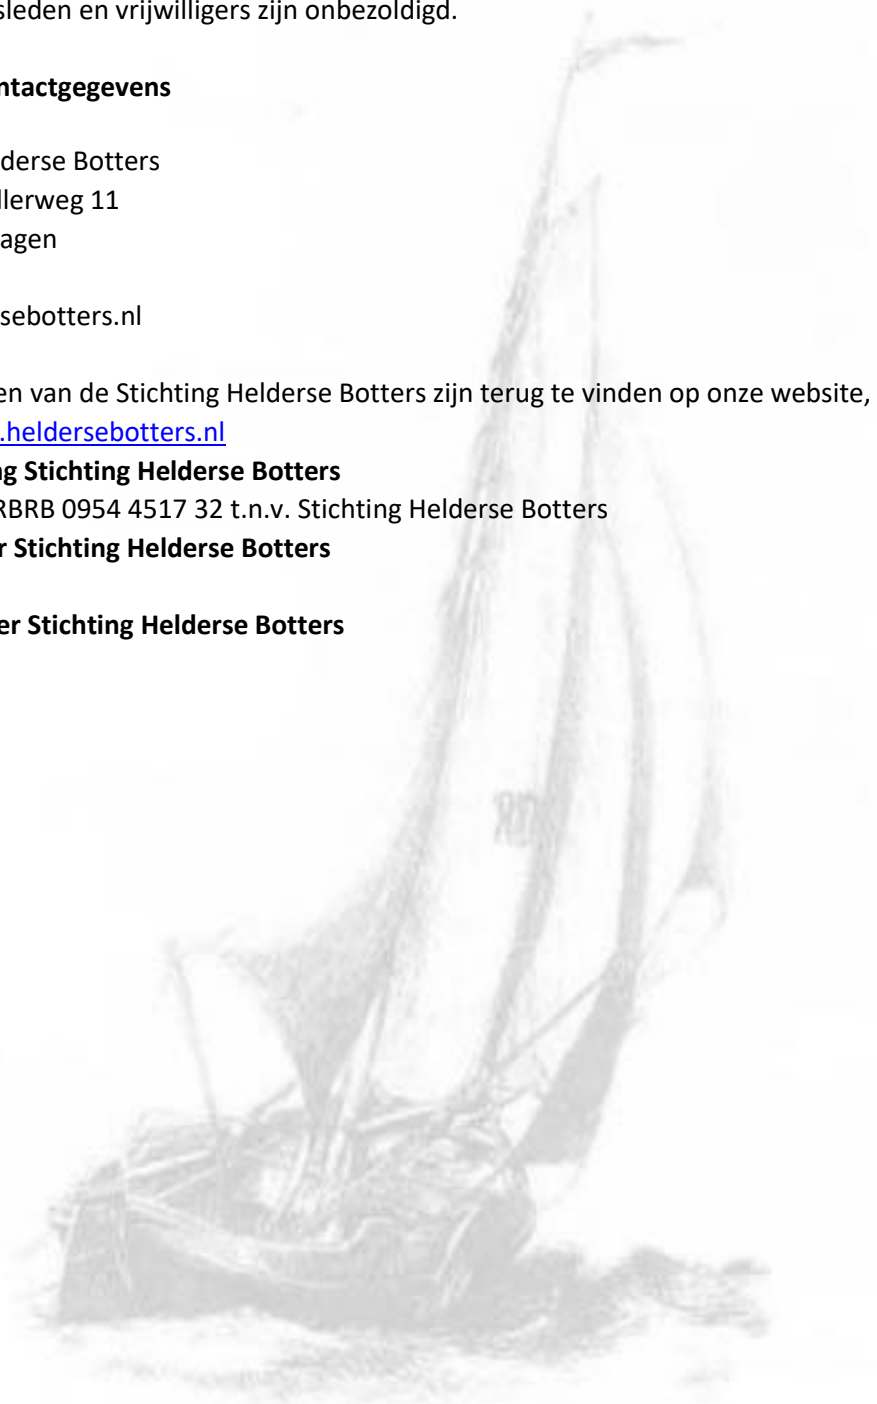 sleden en vrijwilligers zijn onbezoldigd.
ntactgegevens
derse Botters
llerweg 11
agen
sebotters.nl
en van de Stichting Helderse Botters zijn terug te vinden op onze website,
.heldersebotters.nl
ng Stichting Helderse Botters
RBRB 0954 4517 32 t.n.v. Stichting Helderse Botters
r Stichting Helderse Botters
er Stichting Helderse Botters